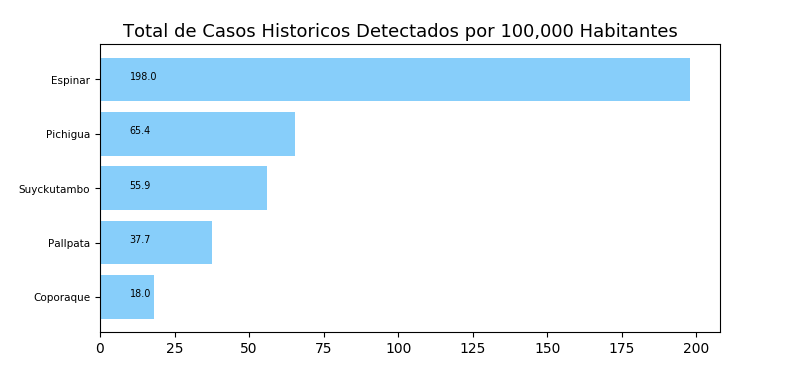 Total de Casos Historicos Detectados por 100,000 Habitantes
Espinar 198.0
Pichigua 65.4
Suyckutambo 55.9
Pallpata 37.7
Coporaque 18.0
0 25 50 75 100 125 150 175 200